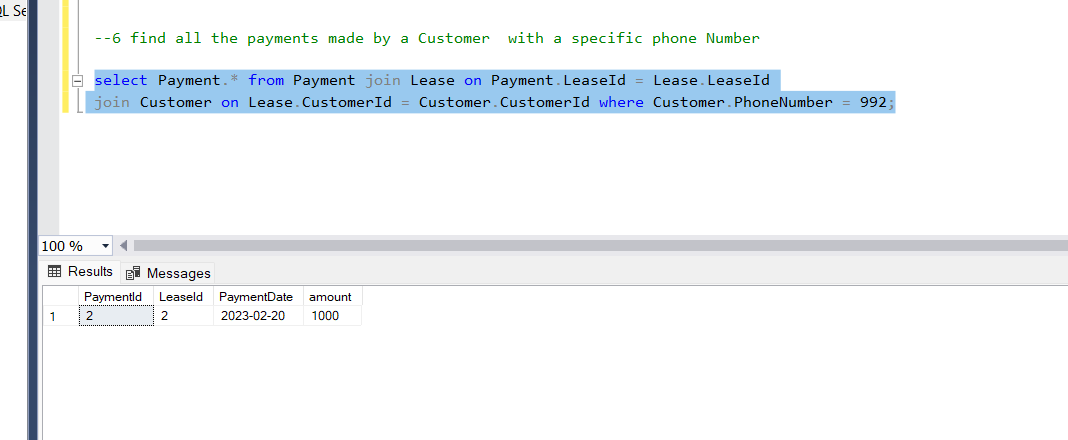 QL Se
--6 find all the payments made by a Customer  with a specific phone Number
select Payment.* from Payment join Lease on Payment.LeaseId = Lease.LeaseId
join Customer on Lease.CustomerId = Customer.CustomerId where Customer.PhoneNumber = 992;
100 %
Results Messages
PaymentId LeaseId PaymentDate amount
1 2 2 2023-02-20 1000